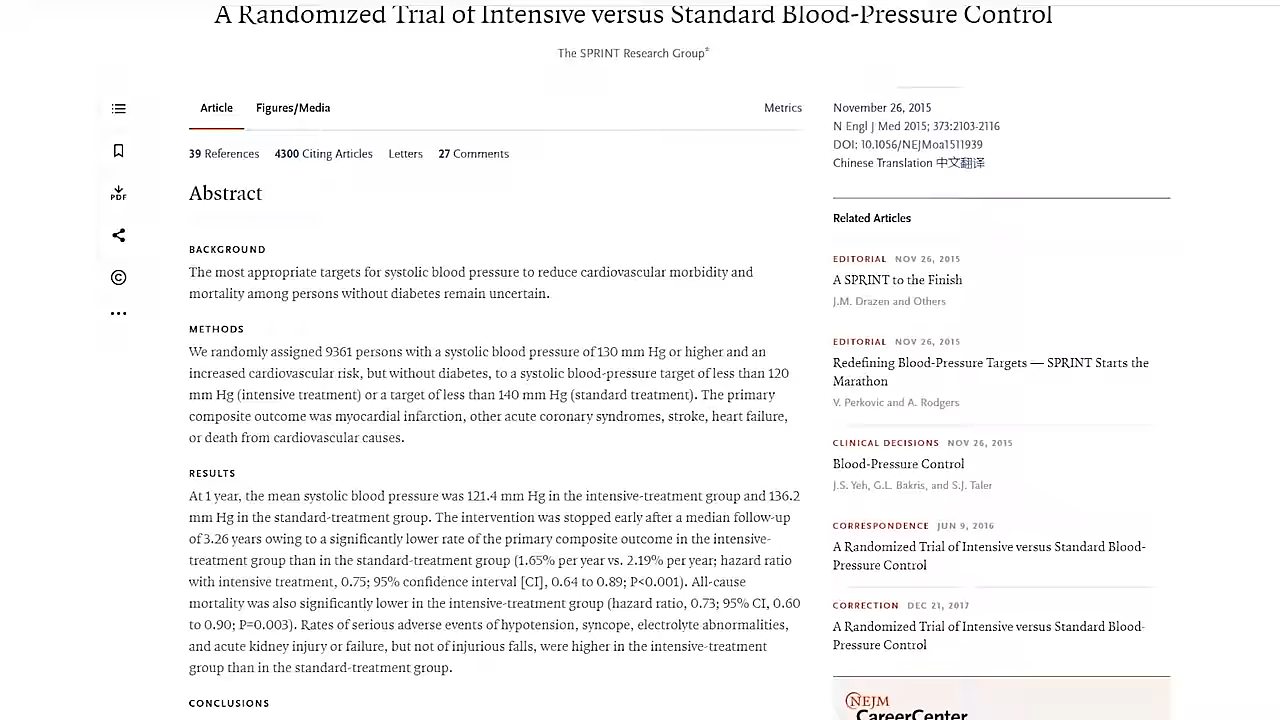 A Randomized Trial of Intensive versus Standard Blood-Pressure Control
The SPRINT Research Group*
Article Figures/Media Metrics
39 References 4300 Citing Articles Letters 27 Comments
Abstract
BACKGROUND
The most appropriate targets for systolic blood pressure to reduce cardiovascular morbidity and
mortality among persons without diabetes remain uncertain.
METHODS
We randomly assigned 9361 persons with a systolic blood pressure of 130 mm Hg or higher and an
increased cardiovascular risk, but without diabetes, to a systolic blood-pressure target of less than 120
mm Hg (intensive treatment) or a target of less than 140 mm Hg (standard treatment). The primary
composite outcome was myocardial infarction, other acute coronary syndromes, stroke, heart failure,
or death from cardiovascular causes.
RESULTS
At 1 year, the mean systolic blood pressure was 121.4 mm Hg in the intensive-treatment group and 136.2
mm Hg in the standard-treatment group. The intervention was stopped early after a median follow-up
of 3.26 years owing to a significantly lower rate of the primary composite outcome in the intensive-
treatment group than in the standard-treatment group (1.65% per year vs. 2.19% per year; hazard ratio
with intensive treatment, 0.75; 95% confidence interval [CI], 0.64 to 0.89; P<0.001). All-cause
mortality was also significantly lower in the intensive-treatment group (hazard ratio, 0.73; 95% CI, 0.60
to 0.90; P=0.003). Rates of serious adverse events of hypotension, syncope, electrolyte abnormalities,
and acute kidney injury or failure, but not of injurious falls, were higher in the intensive-treatment
group than in the standard-treatment group.
CONCLUSIONS
PDF
November 26, 2015
N Engl J Med 2015; 373:2103-2116
DOI: 10.1056/NEJMoa1511939
Chinese Translation 中文翻译
Related Articles
EDITORIAL NOV 26, 2015
A SPRINT to the Finish
J.M. Drazen and Others
EDITORIAL NOV 26, 2015
Redefining Blood-Pressure Targets — SPRINT Starts the
Marathon
V. Perkovic and A. Rodgers
CLINICAL DECISIONS NOV 26, 2015
Blood-Pressure Control
J.S. Yeh, G.L. Bakris, and S.J. Taler
CORRESPONDENCE JUN 9, 2016
A Randomized Trial of Intensive versus Standard Blood-
Pressure Control
CORRECTION DEC 21, 2017
A Randomized Trial of Intensive versus Standard Blood-
Pressure Control
NEJM
CareerCenter